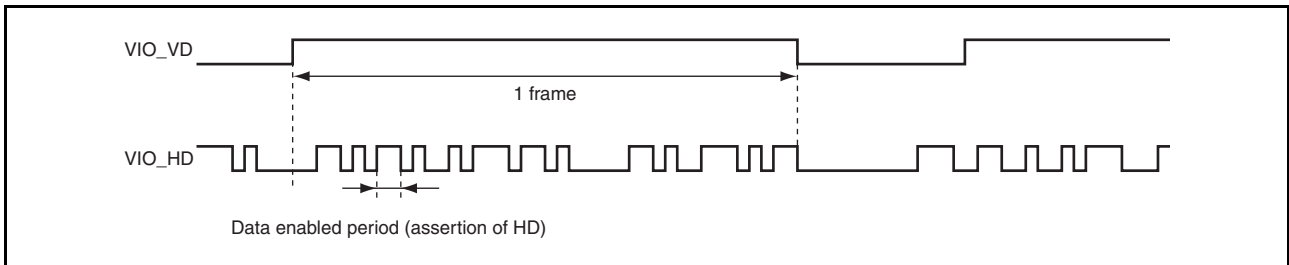 VIO_VD
1 frame
VIO_HD
Data enabled period (assertion of HD)